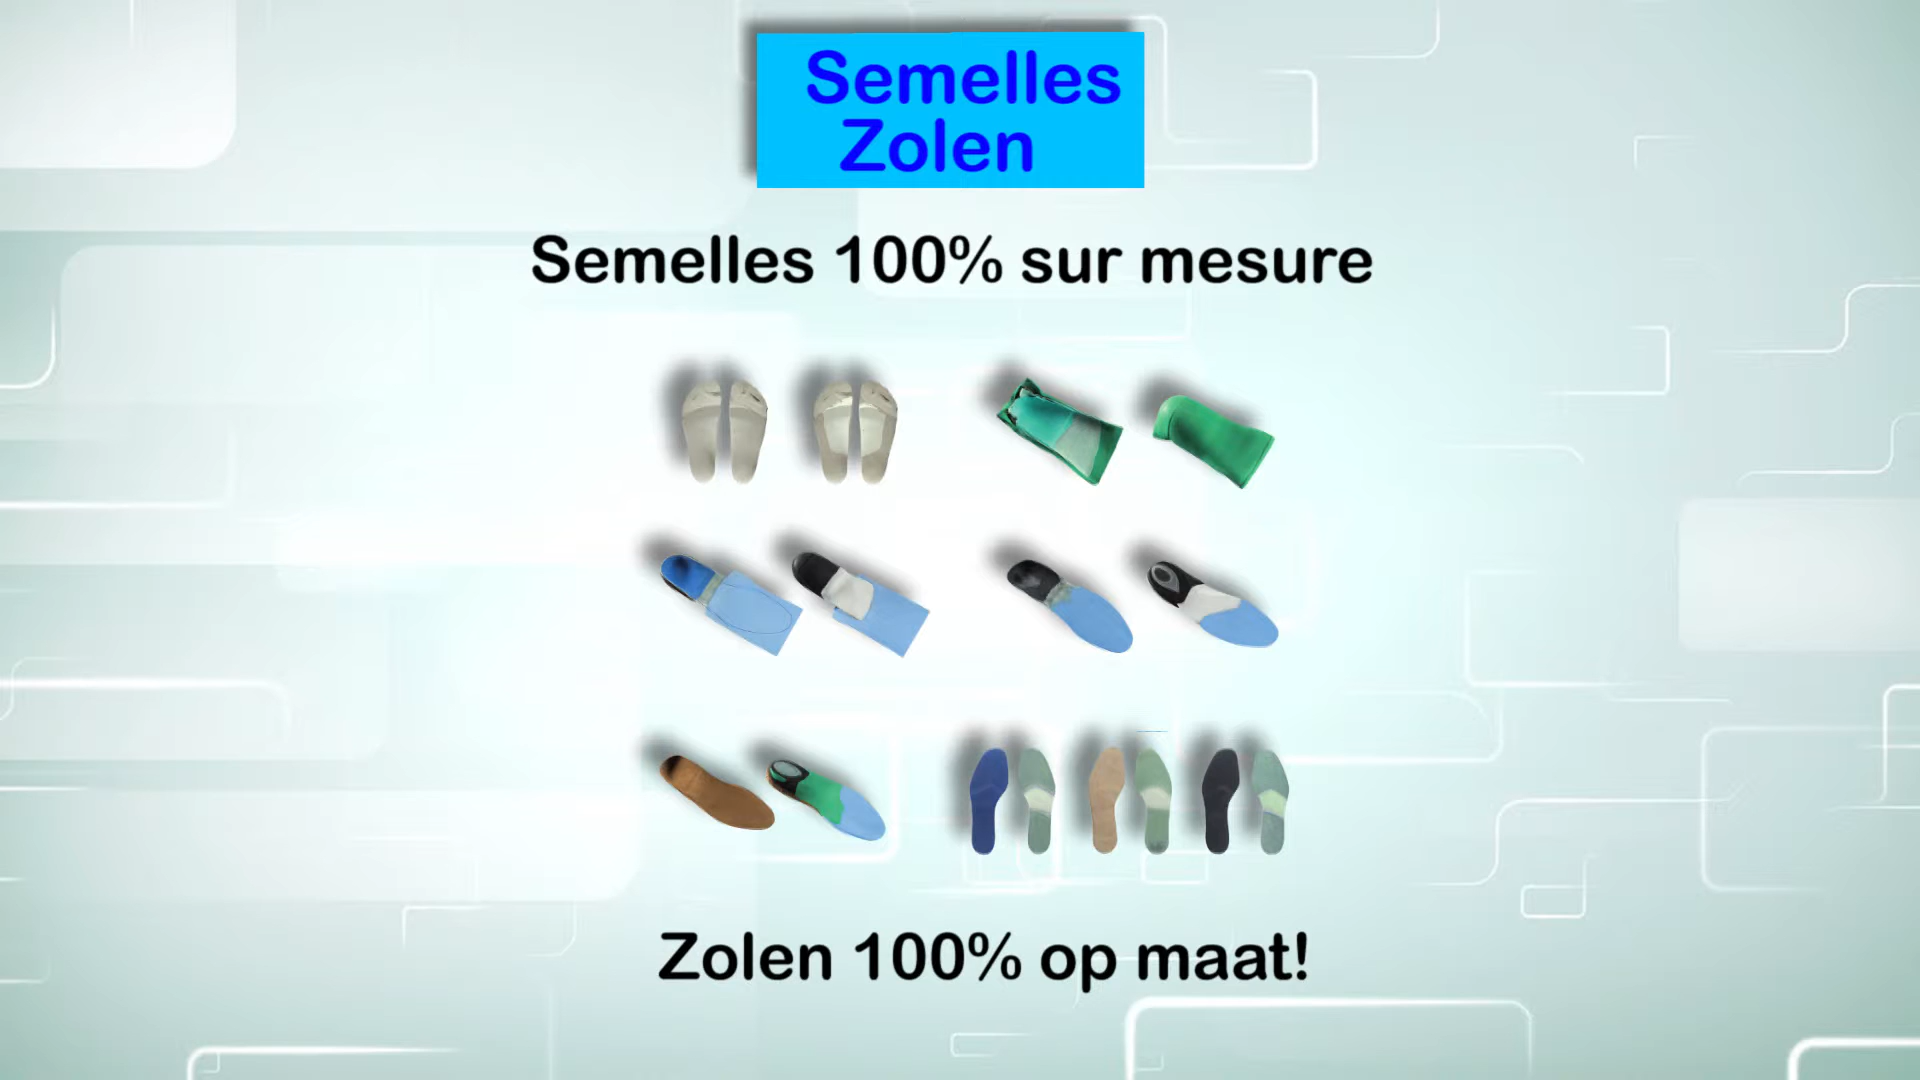 Semelles
Zolen
Semelles 100% sur mesure
Zolen 100% op maat!